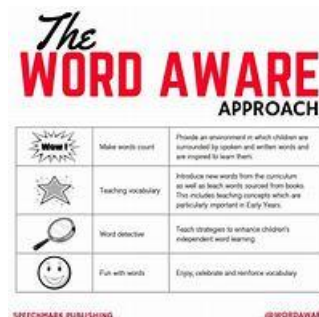 The
WORD AWARE
APPROACH
Wow!
Make words count
Provide an environment in which children are
surrounded by spoken and written words and
are inspired to learn them.
Teaching vocabulary
Introduce new words from the curriculum
as well as teach words sourced from books.
This includes teaching concepts which are
particularly important in Early Years.
Word detective
Teach strategies to enhance children's
independent word learning
Fun with words
Enjoy, celebrate and reinforce vocabulary
SPEECHMARK PUBLISHING
@WORDAWAR